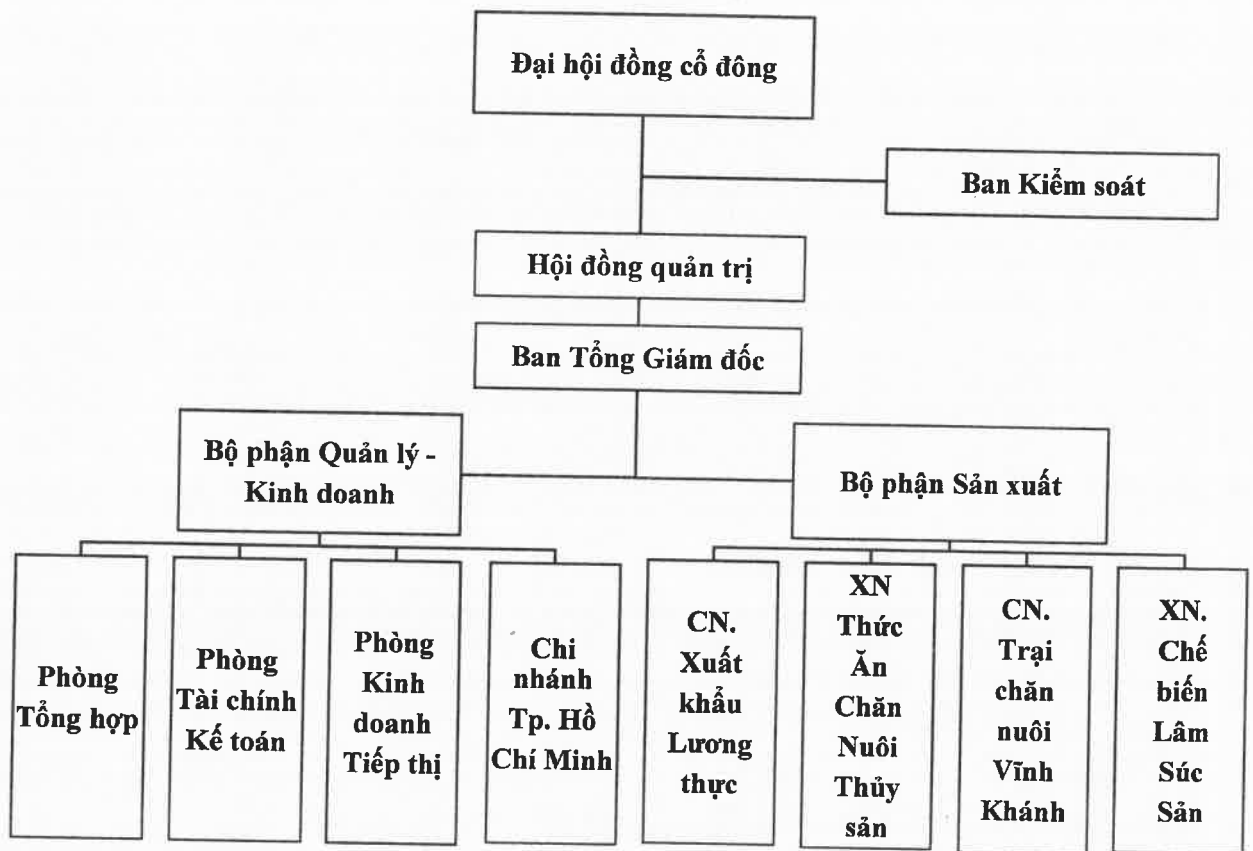 Đại hội đồng cổ đông
Ban Kiểm soát
Hội đồng quản trị
Ban Tổng Giám đốc
Bộ phận Quản lý -
Kinh doanh
Bộ phận Sản xuất
Phòng
Tổng hợp
Phòng
Tài chính
Kế toán
Phòng
Kinh
doanh
Tiếp thị
Chi
nhánh
Tp. Hồ
Chí Minh
CN.
Xuất
khẩu
Lương
thực
XN
Thức
Ăn
Chăn
Nuôi
Thủy
sản
CN.
Trại
chăn
nuôi
Vĩnh
Khánh
XN.
Chế
biến
Lâm
Súc
Sản